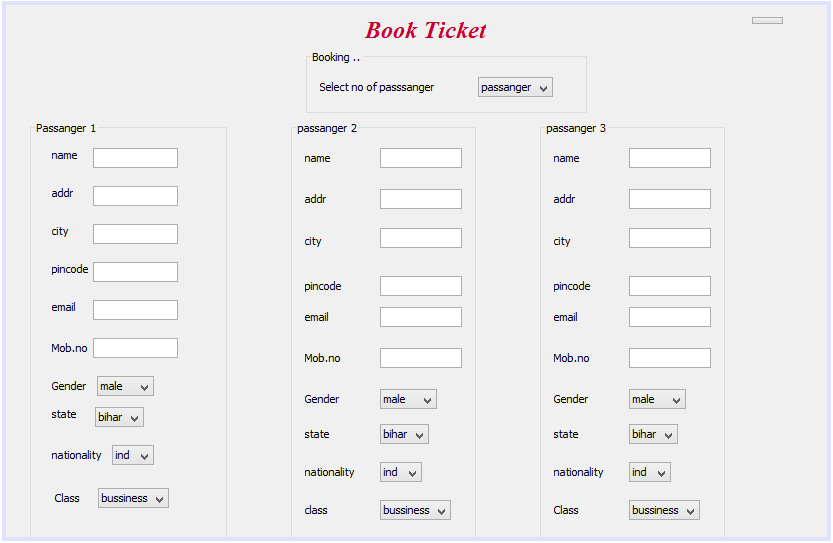 Book Ticket
Booking ..
Select no of passsanger passanger
Passanger 1
name
addr
city
pincode
email
Mob.no
Gender male
state bihar
nationality ind
Class bussiness
passanger 2
name
addr
city
pincode
email
Mob.no
Gender male
state bihar
nationality ind
class bussiness
passanger 3
name
addr
city
pincode
email
Mob.no
Gender male
state bihar
nationality ind
Class bussiness